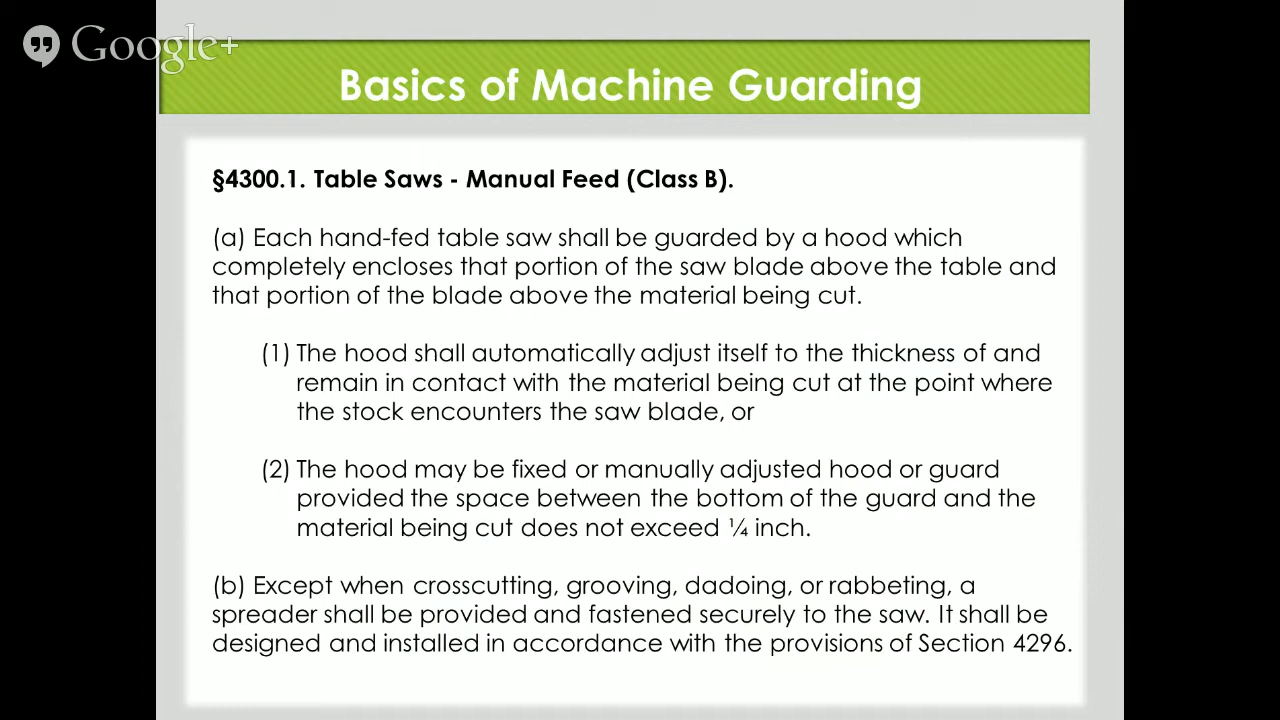 Google+
Basics of Machine Guarding
§4300.1. Table Saws - Manual Feed (Class B).
(a) Each hand-fed table saw shall be guarded by a hood which
completely encloses that portion of the saw blade above the table and
that portion of the blade above the material being cut.
(1) The hood shall automatically adjust itself to the thickness of and
remain in contact with the material being cut at the point where
the stock encounters the saw blade, or
(2) The hood may be fixed or manually adjusted hood or guard
provided the space between the bottom of the guard and the
material being cut does not exceed ¼ inch.
(b) Except when crosscutting, grooving, dadoing, or rabbeting, a
spreader shall be provided and fastened securely to the saw. It shall be
designed and installed in accordance with the provisions of Section 4296.